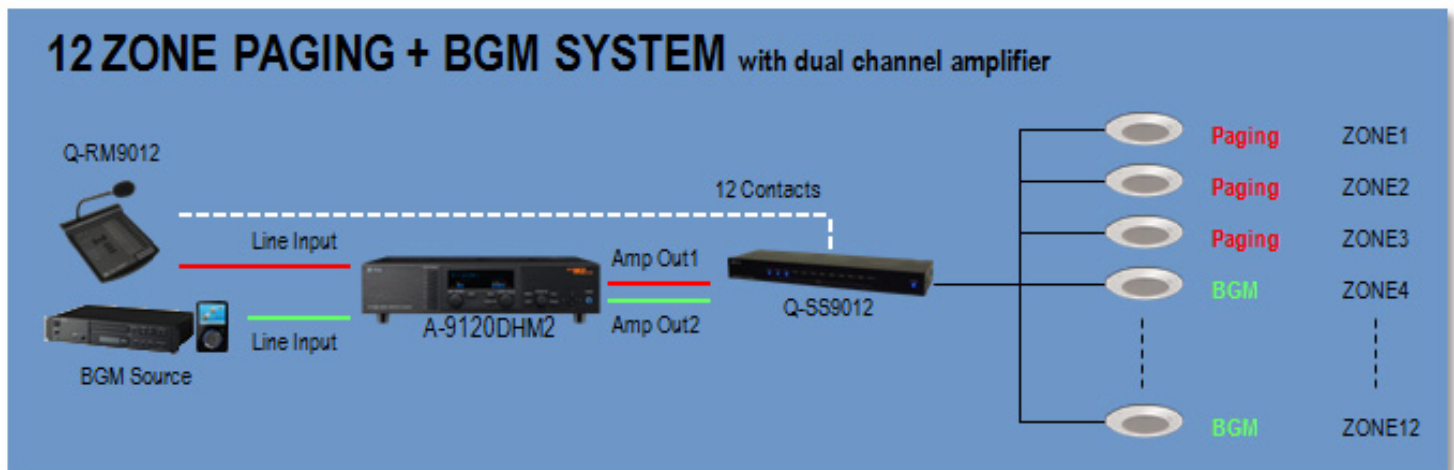 12 ZONE PAGING + BGM SYSTEM with dual channel amplifier
Q-RM9012
12 Contacts
Line Input
Line Input
BGM Source
A-9120DHM2
Amp Out1
Amp Out2
Q-SS9012
Paging ZONE1
Paging ZONE2
Paging ZONE3
BGM ZONE4
BGM ZONE12